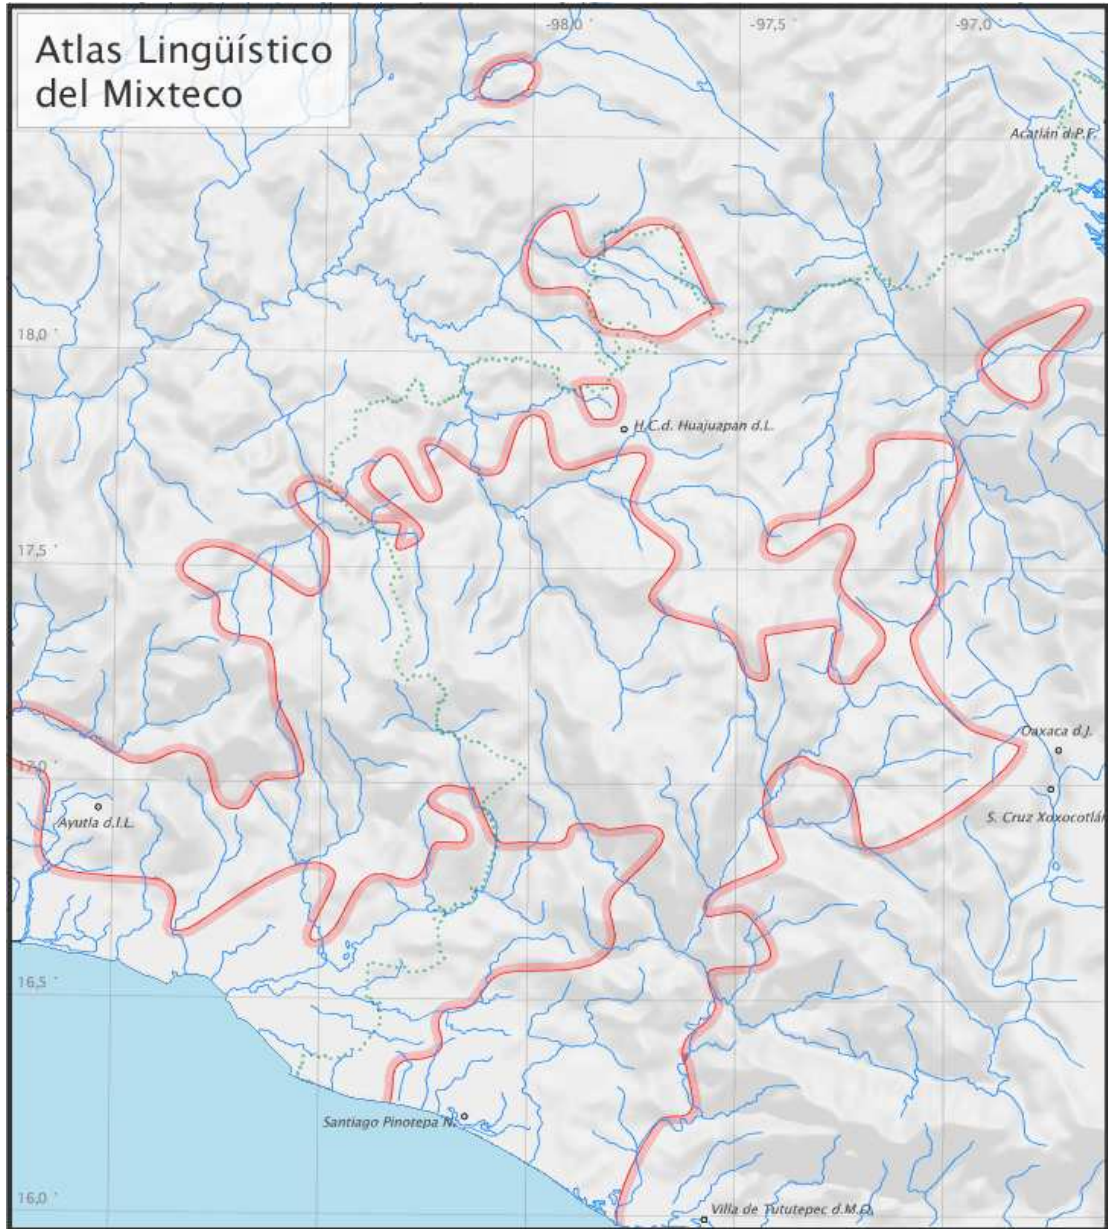 Atlas Lingüístico
del Mixteco
-98,0 °
-97,5 °
-97,0 °
Acatlán d.P.F.
18,0 °
H.C.d. Huajuapan d.L.
17,5 °
Oaxaca d.J.
17,0 °
Ayutla d.l.L.
S. Cruz Xoxocotlán
16,5 °
Santiago Pinotepa N.
16,0 °
Villa de Tututepec d.M.O.